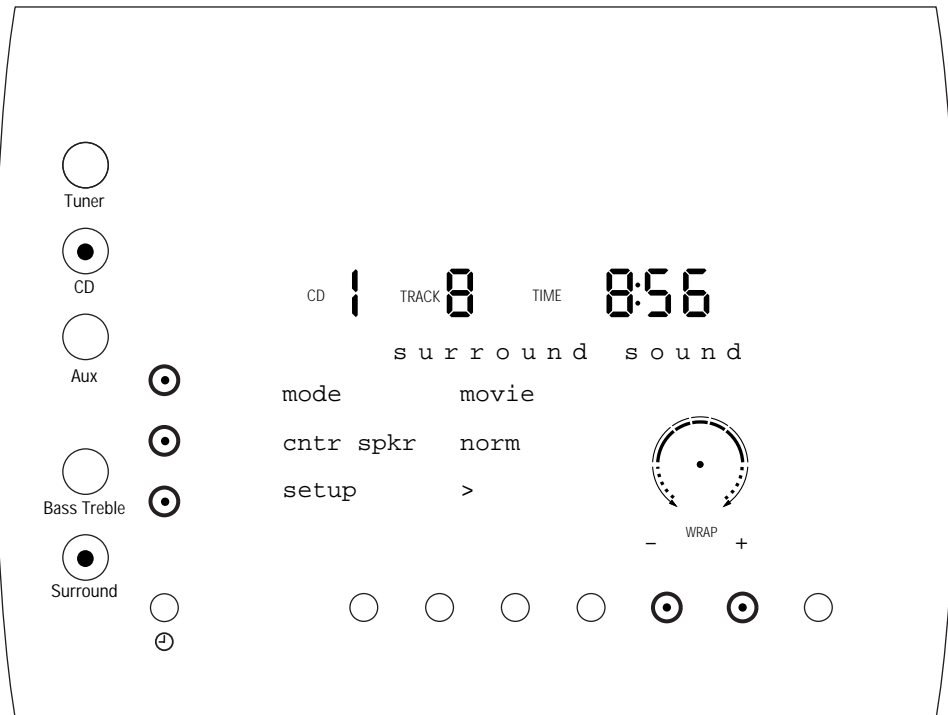 Tuner
CD
Aux
Bass Treble
Surround
CD 1 TRACK 8 TIME 8:56
surround sound
mode movie
cntr spkr norm
setup >
WRAP
- +